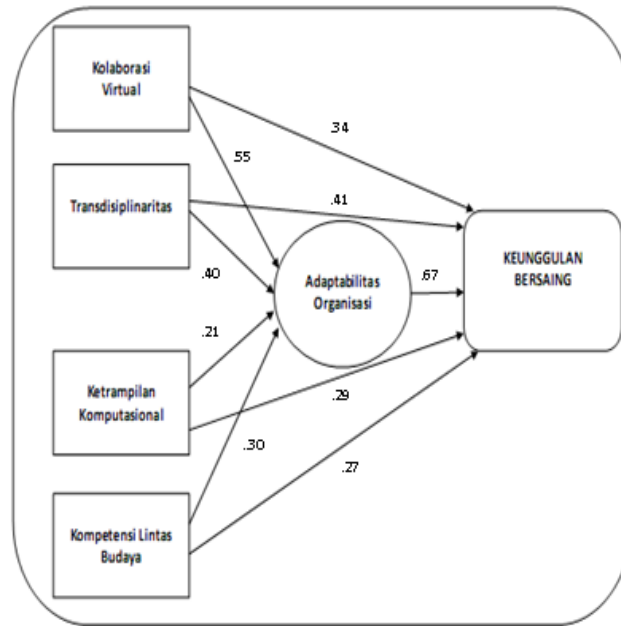 Kolaborasi
Virtual
.34
.55
Transdisiplinaritas
.41
KEUNGGULAN
BERSAING
Adaptabilitas
Organisasi
.67
.40
.21
Ketrampilan
Komputasional
.29
.30
.27
Kompetensi Lintas
Budaya